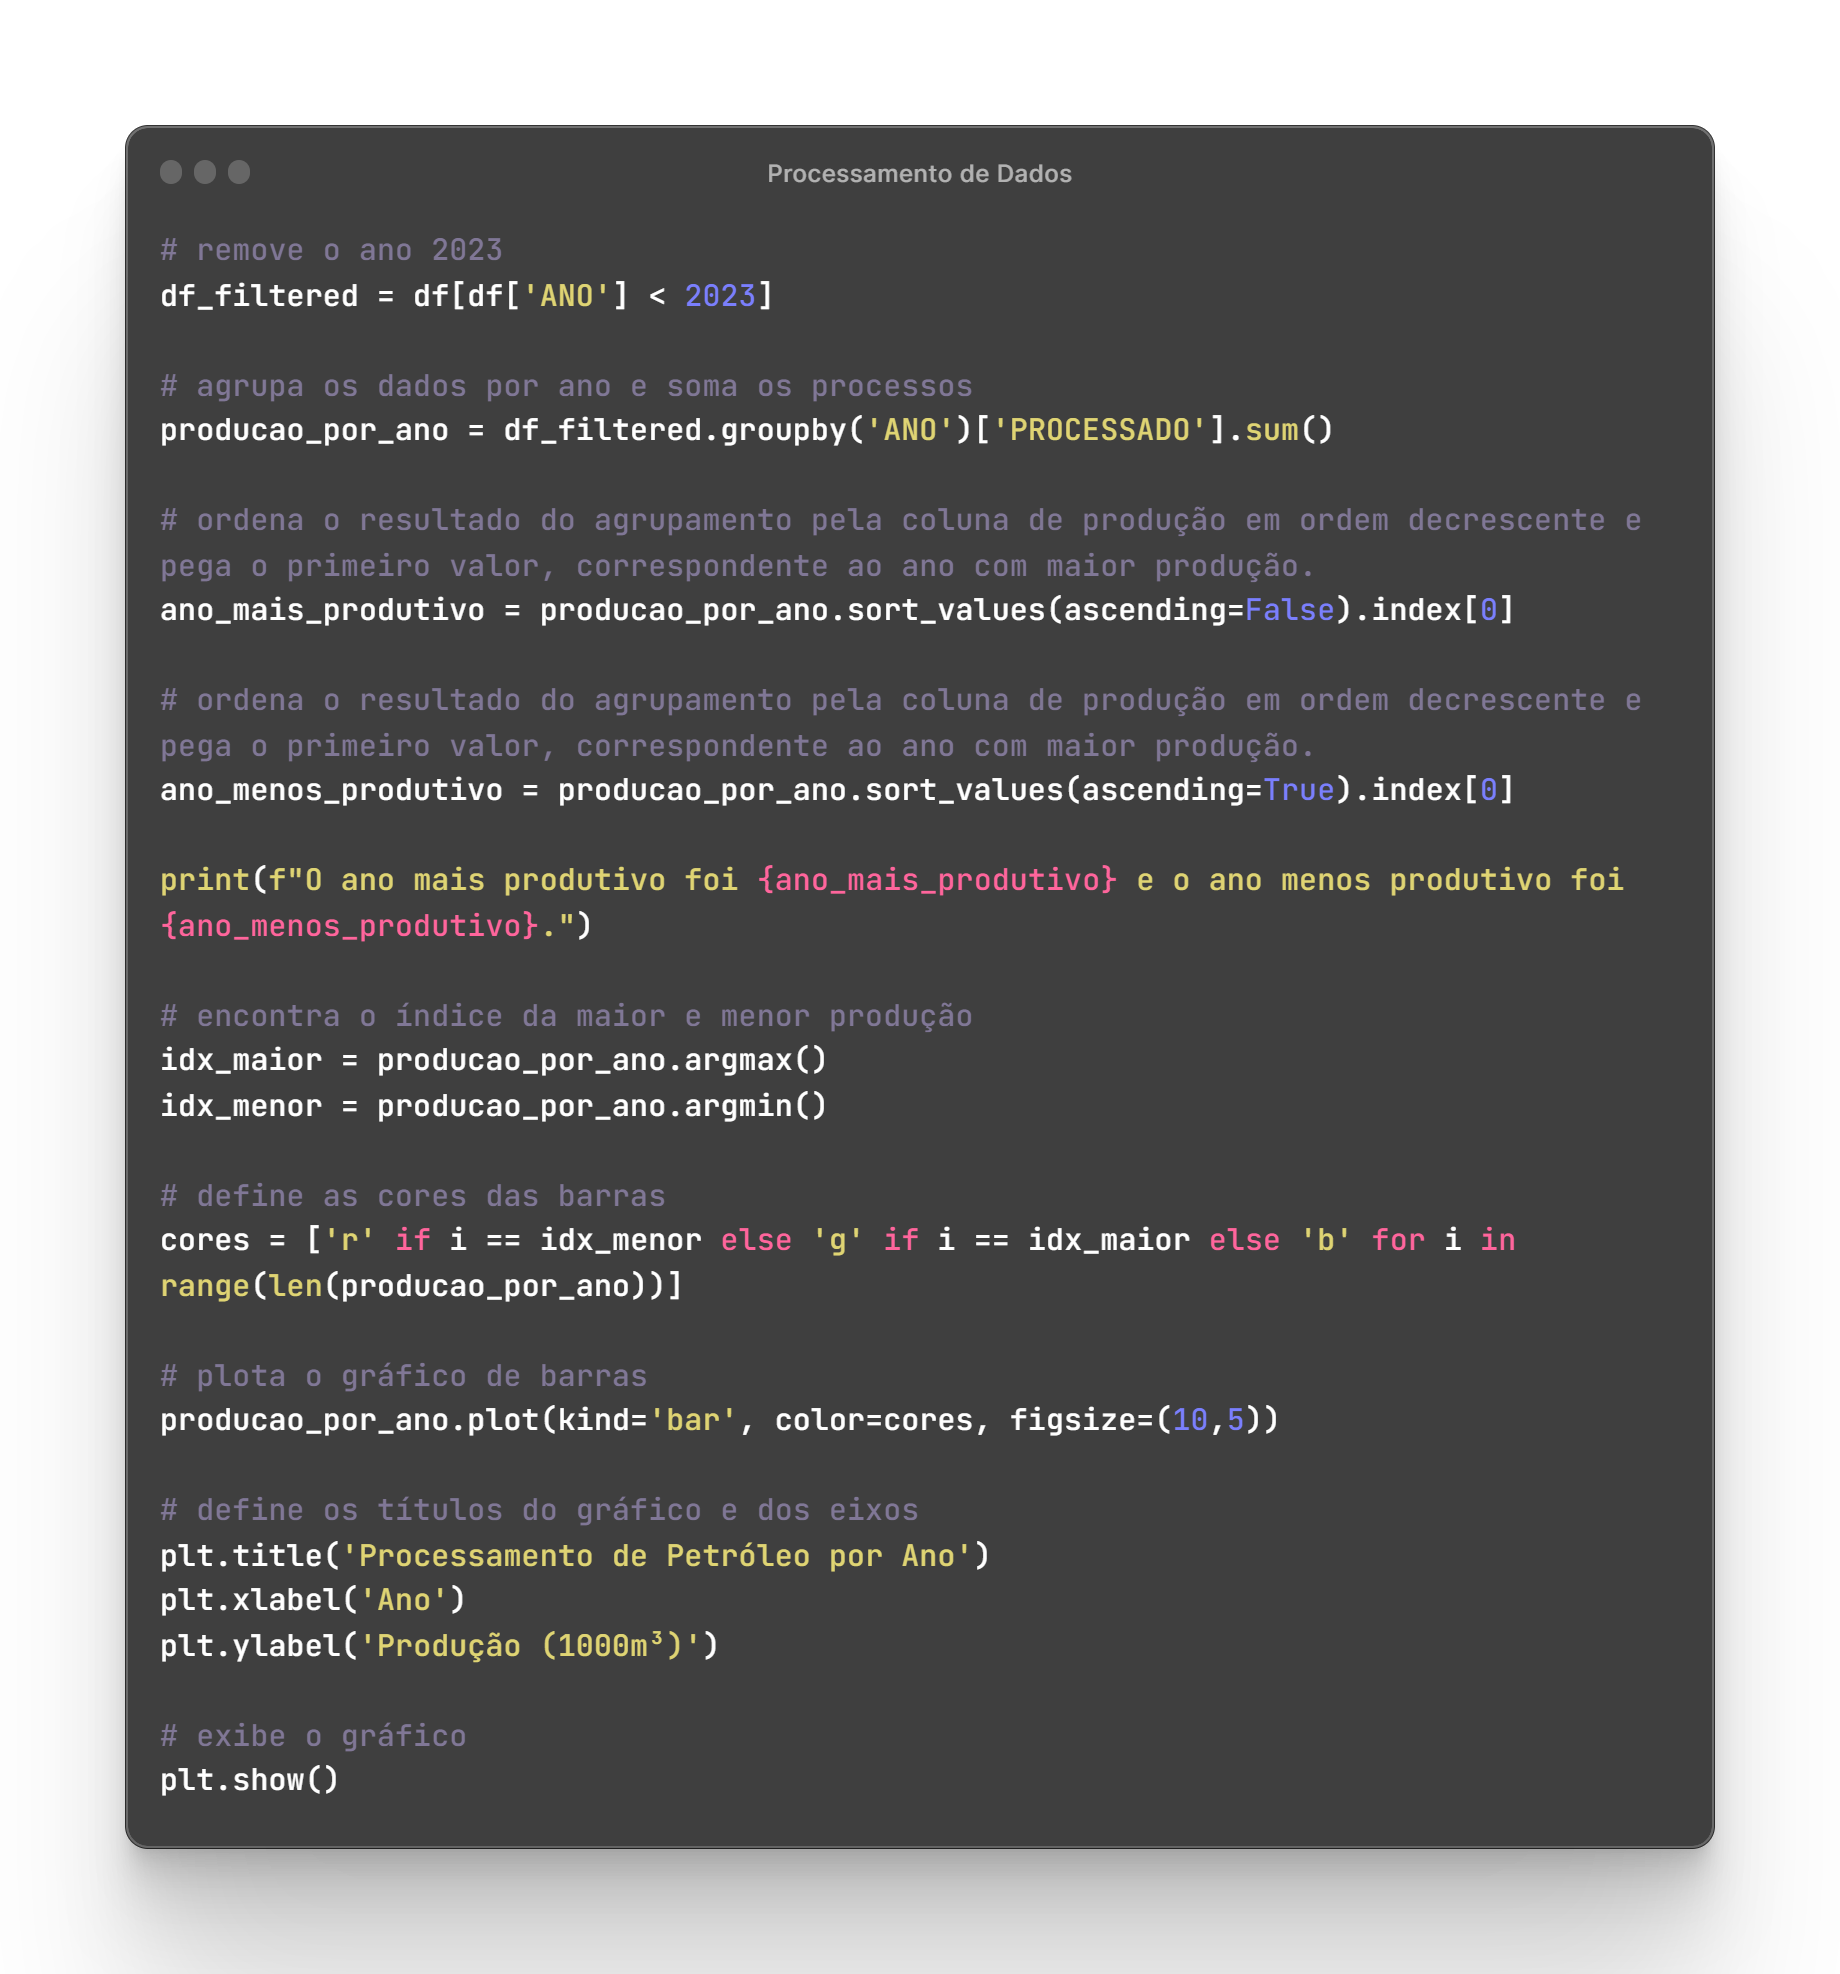 Processamento de Dados
# remove o ano 2023
df_filtered = df[df['ANO'] < 2023]
# agrupa os dados por ano e soma os processos
producao_por_ano = df_filtered.groupby('ANO')['PROCESSADO'].sum()
# ordena o resultado do agrupamento pela coluna de produção em ordem decrescente e
pega o primeiro valor, correspondente ao ano com maior produção.
ano_mais_produtivo = producao_por_ano.sort_values(ascending=False).index[0]
# ordena o resultado do agrupamento pela coluna de produção em ordem decrescente e
pega o primeiro valor, correspondente ao ano com maior produção.
ano_menos_produtivo = producao_por_ano.sort_values(ascending=True).index[0]
print(f"O ano mais produtivo foi {ano_mais_produtivo} e o ano menos produtivo foi
{ano_menos_produtivo}.")
# encontra o índice da maior e menor produção
idx_maior = producao_por_ano.argmax()
idx_menor = producao_por_ano.argmin()
# define as cores das barras
cores = ['r' if i == idx_menor else 'g' if i == idx_maior else 'b' for i in
range(len(producao_por_ano))]
# plota o gráfico de barras
producao_por_ano.plot(kind='bar', color=cores, figsize=(10,5))
# define os títulos do gráfico e dos eixos
plt.title('Processamento de Petróleo por Ano')
plt.xlabel('Ano')
plt.ylabel('Produção (1000m³)')
# exibe o gráfico
plt.show()